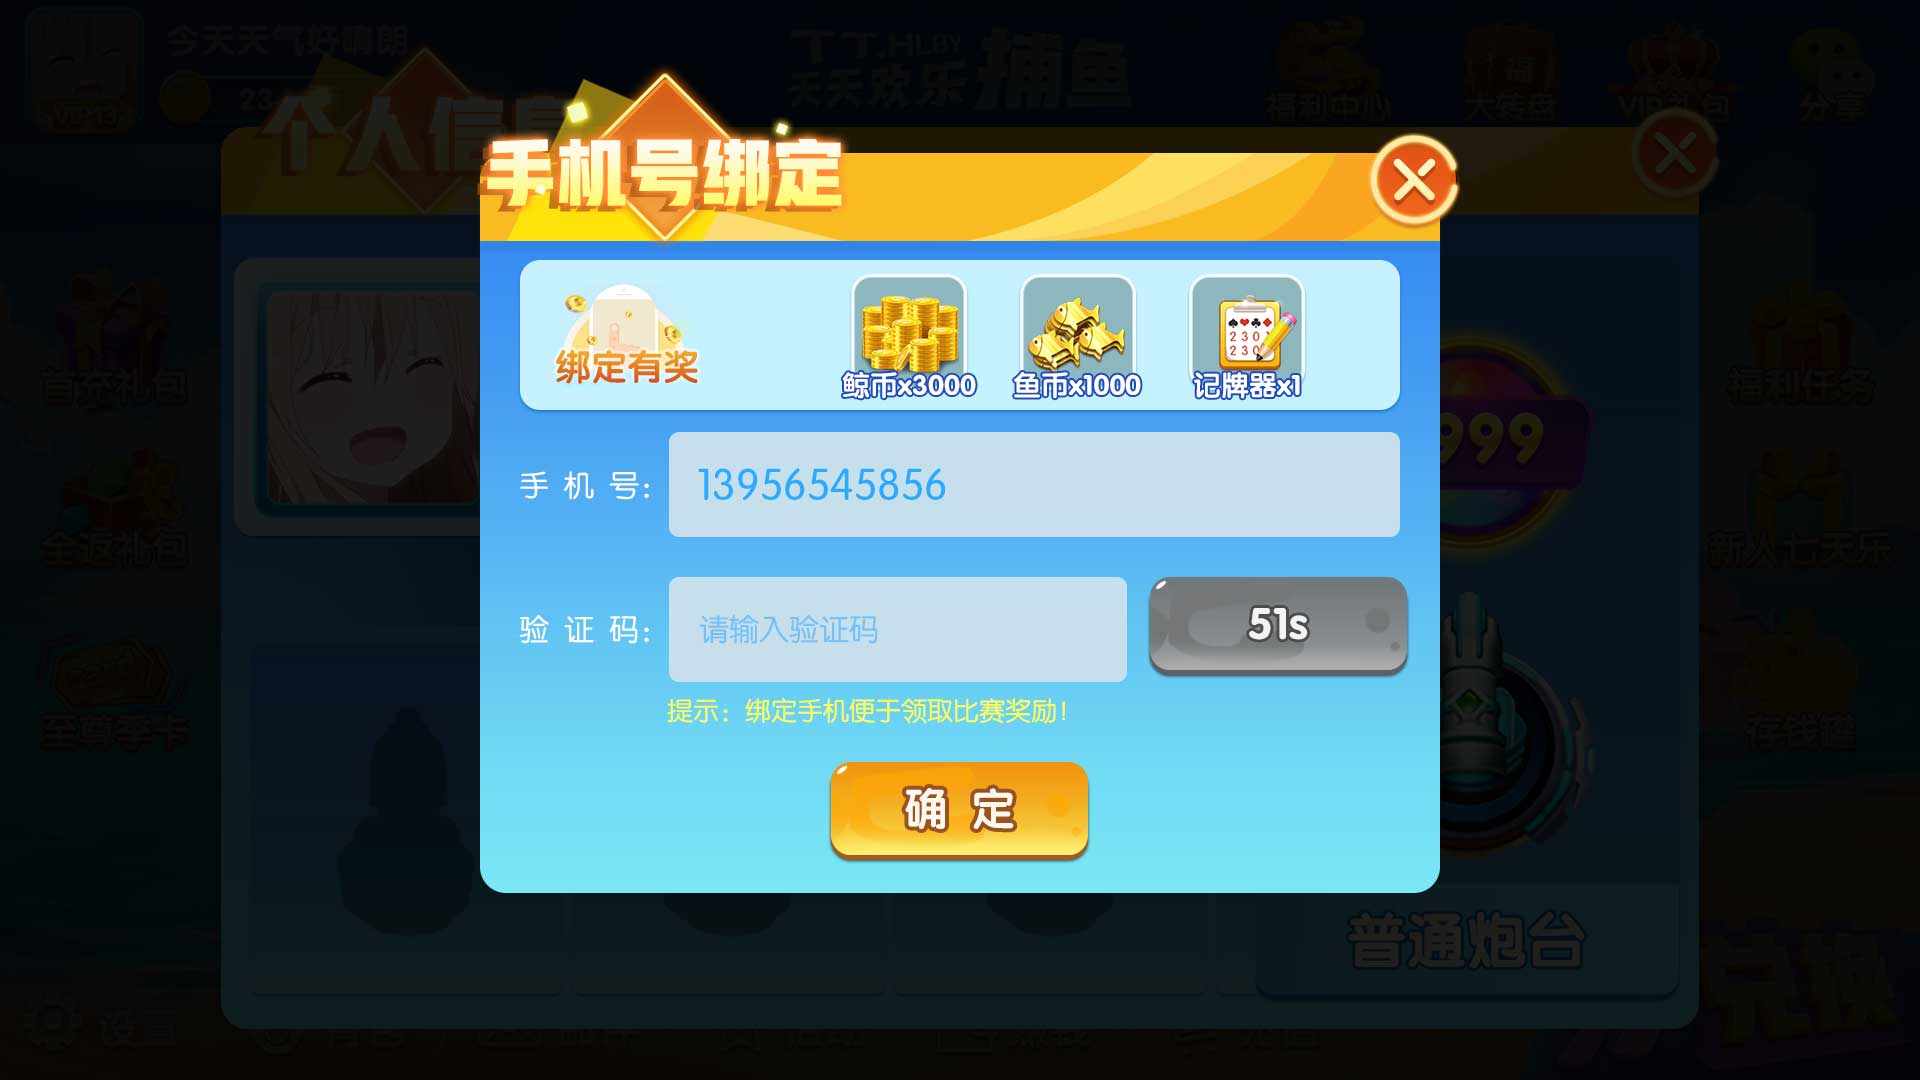 今天天气好晴朗
VIP 13
TT.HLBY
天天欢乐捕鱼
福利中心
大转盘
VIP礼包
分享
个人信息
手机号绑定
绑定有奖
鲸币x3000
鱼币x1000
记牌器x1
首充礼包
999
福利任务
手 机 号:
13956545856
全返礼包
新人七天乐
验 证 码:
请输入验证码
51s
提示：绑定手机便于领取比赛奖励！
至尊季卡
存钱罐
确 定
普通炮台
兑换
设置